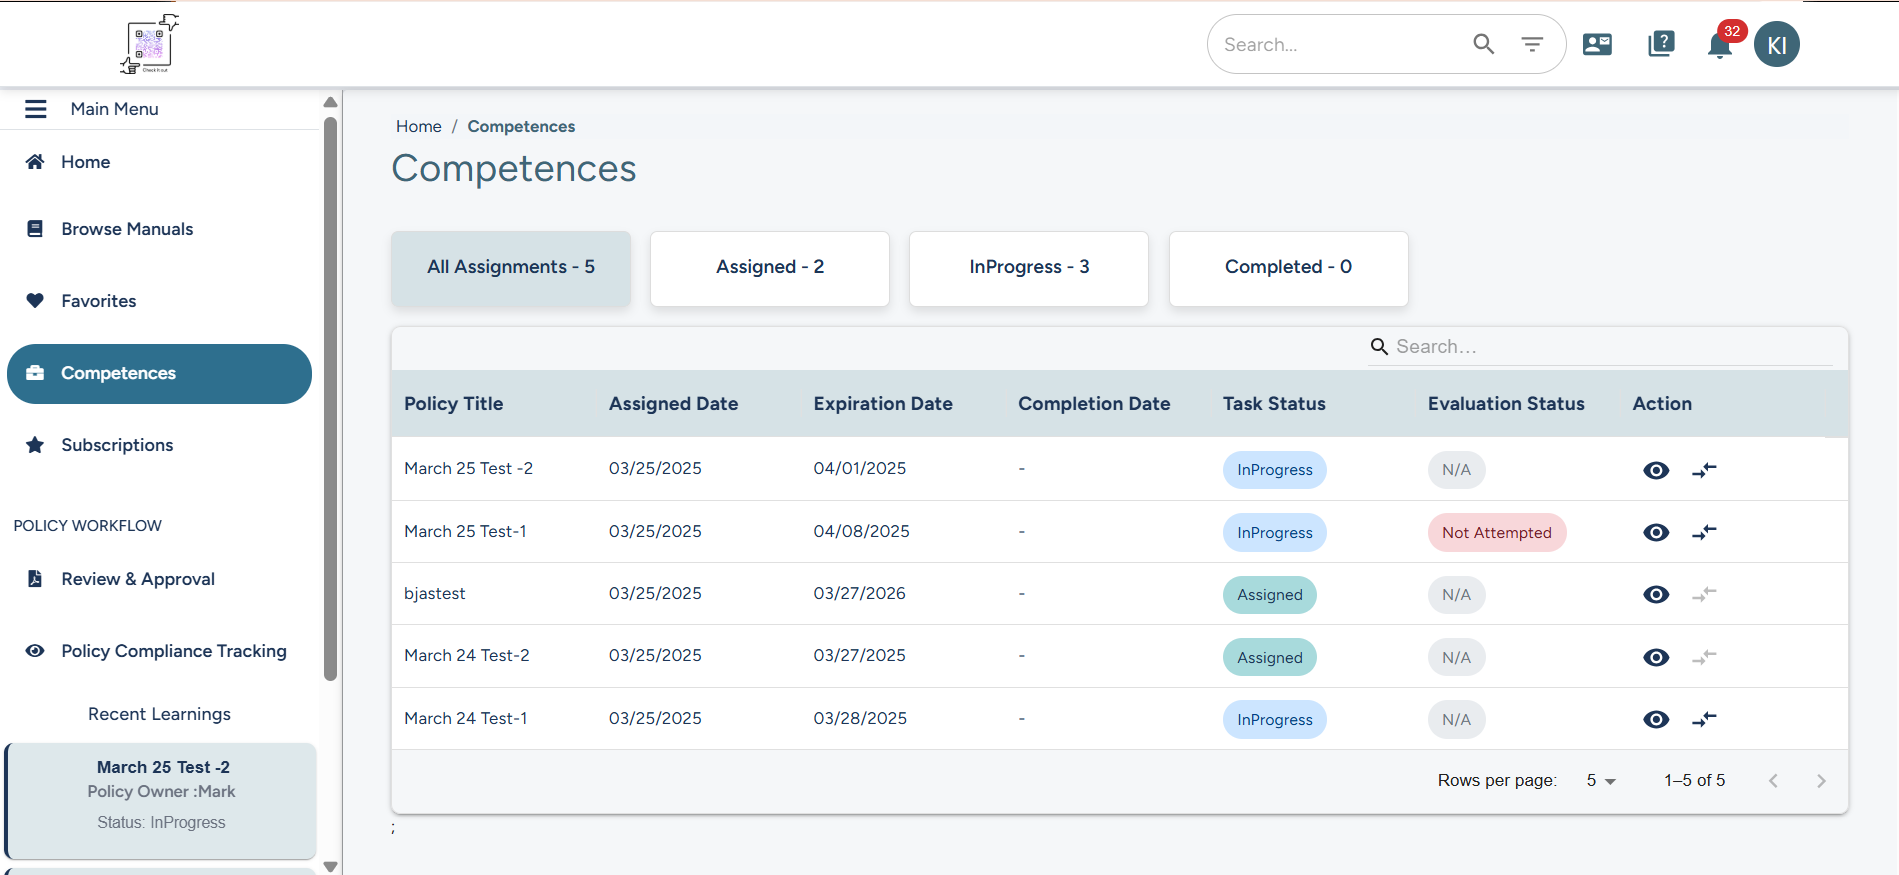 Check it out
Search...
?
32
KI
Main Menu
Home
Browse Manuals
Favorites
Competences
Subscriptions
POLICY WORKFLOW
Review & Approval
Policy Compliance Tracking
Recent Learnings
March 25 Test -2
Policy Owner :Mark
Status: InProgress
Home / Competences
Competences
All Assignments - 5
Assigned - 2
InProgress - 3
Completed - 0
Search...
Policy Title Assigned Date Expiration Date Completion Date Task Status Evaluation Status Action
March 25 Test -2 03/25/2025 04/01/2025 - InProgress N/A
March 25 Test-1 03/25/2025 04/08/2025 - InProgress Not Attempted
bjastest 03/25/2025 03/27/2026 - Assigned N/A
March 24 Test-2 03/25/2025 03/27/2025 - Assigned N/A
March 24 Test-1 03/25/2025 03/28/2025 - InProgress N/A
Rows per page: 5 1–5 of 5
;